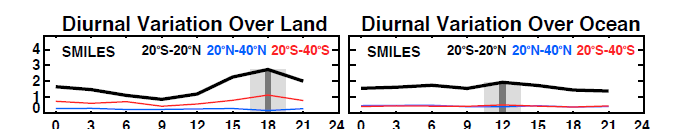 Diurnal Variation Over Land
Diurnal Variation Over Ocean
4
3
2
1
0
SMILES 20°S-20°N 20°N-40°N 20°S-40°S
SMILES 20°S-20°N 20°N-40°N 20°S-40°S
0 3 6 9 12 15 18 21 24
0 3 6 9 12 15 18 21 24